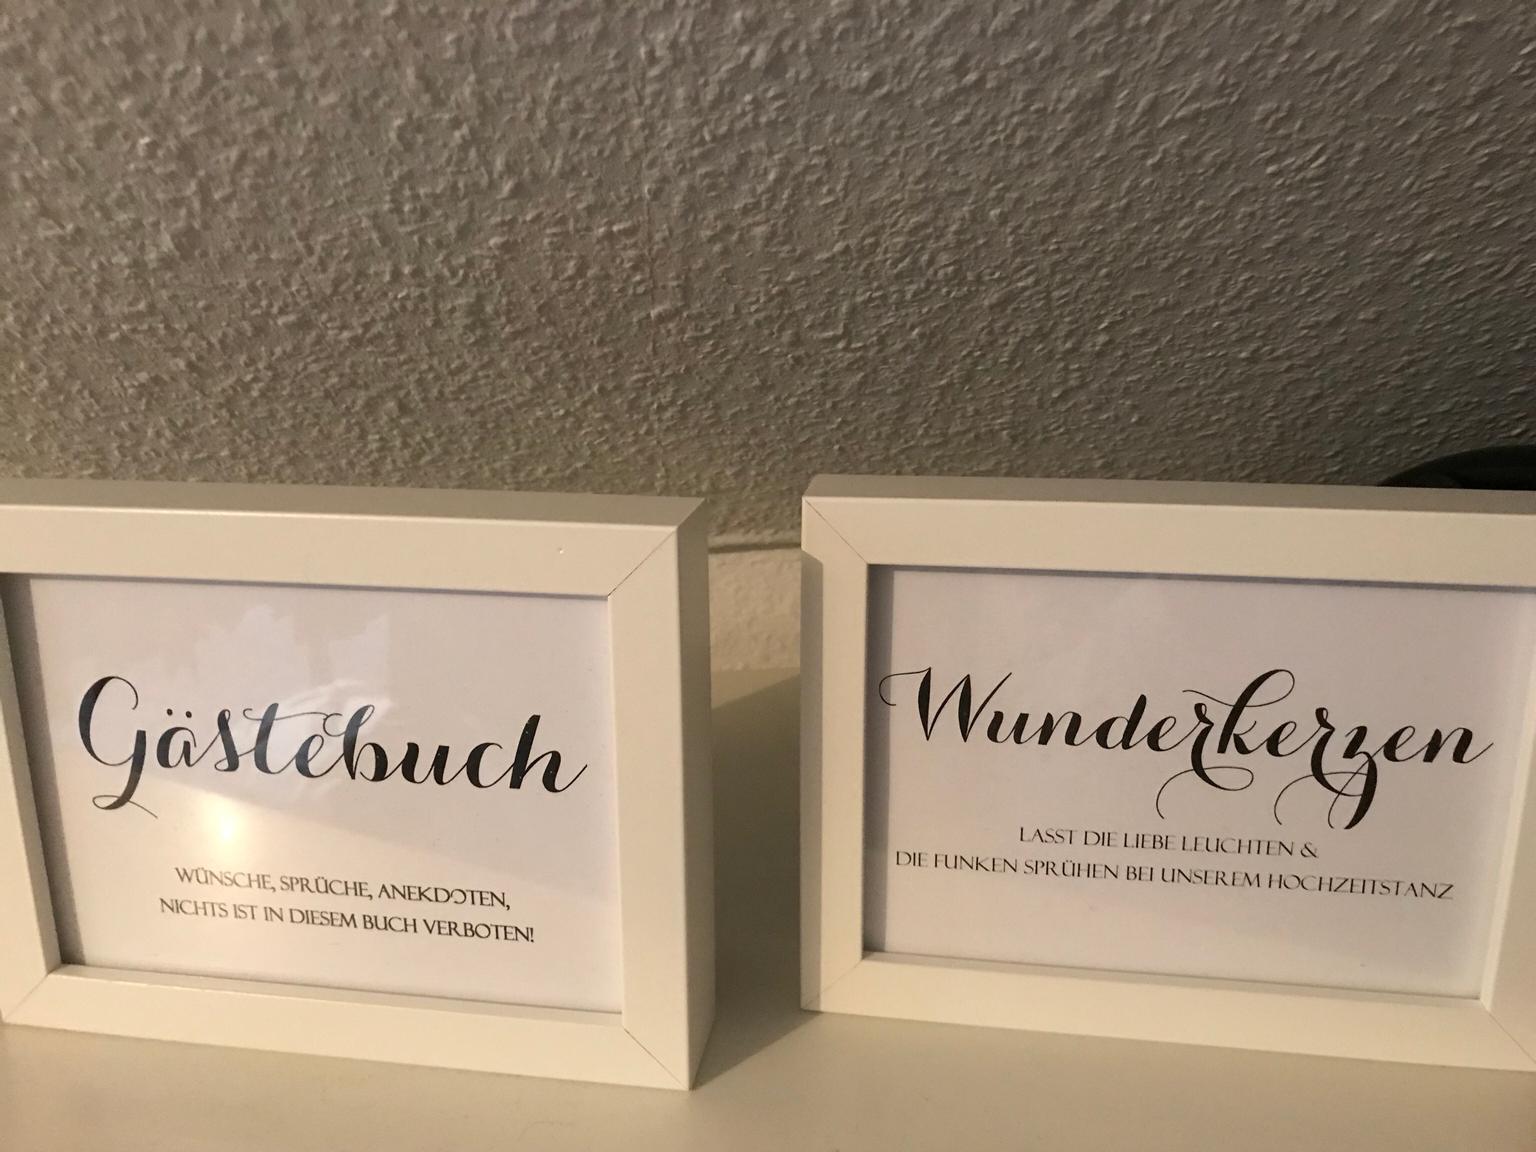 Gästebuch
WÜNSCHE, SPRÜCHE, ANEKDOTEN,
NICHTS IST IN DIESEM BUCH VERBOTEN!
Wunderkerzen
LASST DIE LIEBE LEUCHTEN &
DIE FUNKEN SPRÜHEN BEI UNSEREM HOCHZEITSTANZ